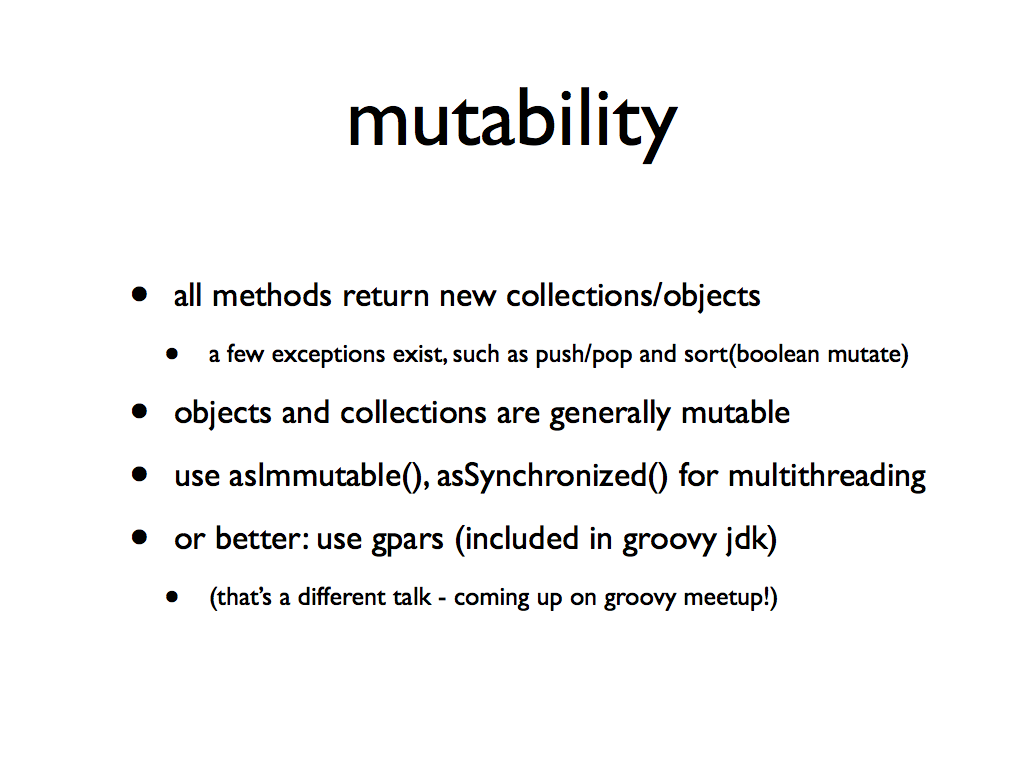 mutability
• all methods return new collections/objects
• a few exceptions exist, such as push/pop and sort(boolean mutate)
• objects and collections are generally mutable
• use asImmutable(), asSynchronized() for multithreading
• or better: use gpars (included in groovy jdk)
• (that's a different talk - coming up on groovy meetup!)